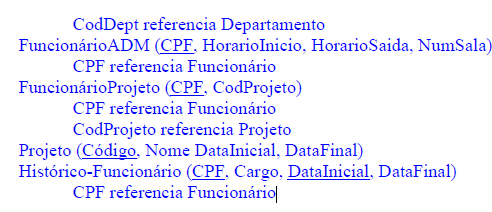 CodDept referencia Departamento
FuncionárioADM (CPF, HorarioInicio, HorarioSaida, NumSala)
CPF referencia Funcionário
FuncionárioProjeto (CPF, CodProjeto)
CPF referencia Funcionário
CodProjeto referencia Projeto
Projeto (Código, Nome DataInicial, DataFinal)
Histórico-Funcionário (CPF, Cargo, DataInicial, DataFinal)
CPF referencia Funcionário